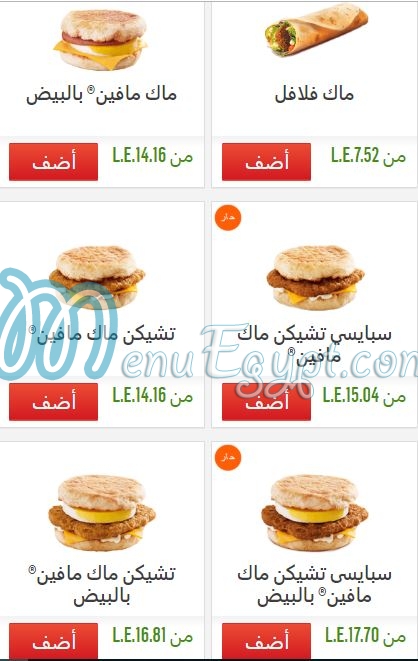 ماك فلافل
ماك مافين® بالبيض
من L.E.7.52
أضف
من L.E.14.16
أضف
حار
سبايسى تشيكن ماك
مافين®
تشيكن ماك مافين®
MenuEgypt.com
من L.E.15.04
أضف
من L.E.14.16
أضف
حار
سبايسى تشيكن ماك
مافين® بالبيض
تشيكن ماك مافين®
بالبيض
من L.E.17.70
أضف
من L.E.16.81
أضف